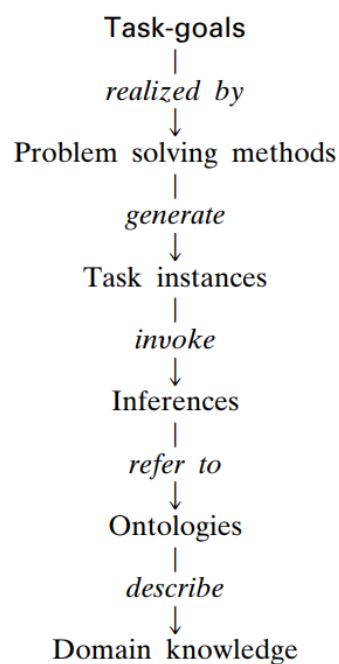 Task-goals
realized by
Problem solving methods
generate
Task instances
invoke
Inferences
refer to
Ontologies
describe
Domain knowledge